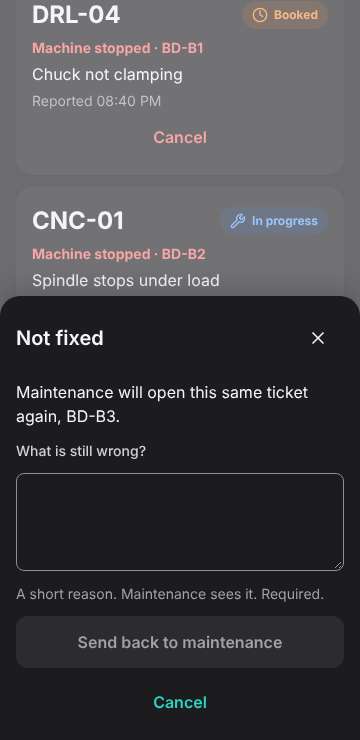 DRL-04
Booked
Machine stopped · BD-B1
Chuck not clamping
Reported 08:40 PM
Cancel
CNC-01
In progress
Machine stopped · BD-B2
Spindle stops under load
Not fixed
Maintenance will open this same ticket
again, BD-B3.
What is still wrong?
A short reason. Maintenance sees it. Required.
Send back to maintenance
Cancel